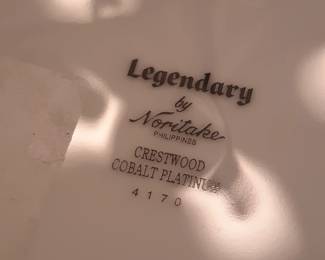 Legendary
by
Noritake
PHILIPPINES
CRESTWOOD
COBALT PLATINUM
4170